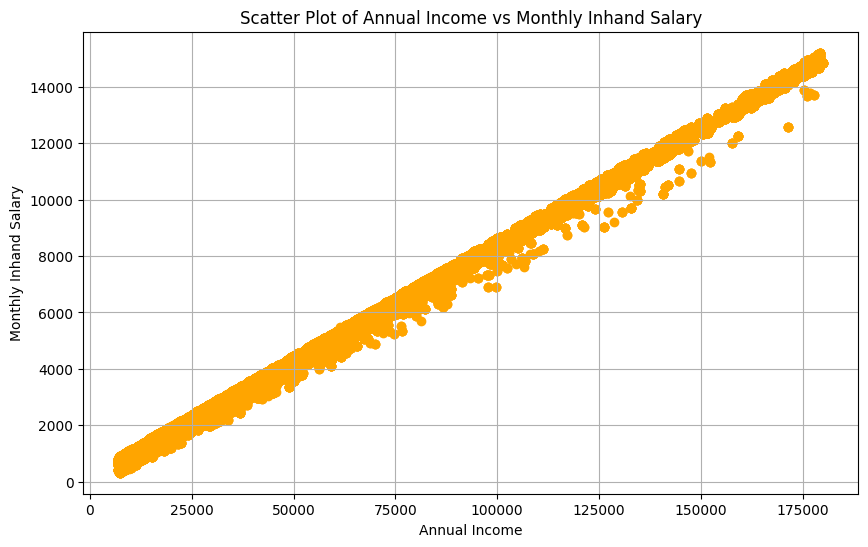 Scatter Plot of Annual Income vs Monthly Inhand Salary
Monthly Inhand Salary
14000
12000
10000
8000
6000
4000
2000
0
0 25000 50000 75000 100000 125000 150000 175000
Annual Income